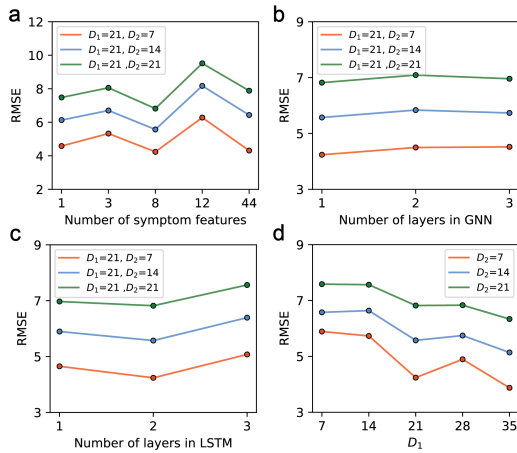 a
12
10
8
6
4
2
RMSE
D₁=21, D₂=7
D₁=21, D₂=14
D₁=21 ,D₂=21
1 3 8 12 44
Number of symptom features
b
9
7
5
3
RMSE
D₁=21, D₂=7
D₁=21, D₂=14
D₁=21 ,D₂=21
1 2 3
Number of layers in GNN
c
9
7
5
3
RMSE
D₁=21, D₂=7
D₁=21, D₂=14
D₁=21 ,D₂=21
1 2 3
Number of layers in LSTM
d
9
7
5
3
RMSE
D₂=7
D₂=14
D₂=21
7 14 21 28 35
D₁